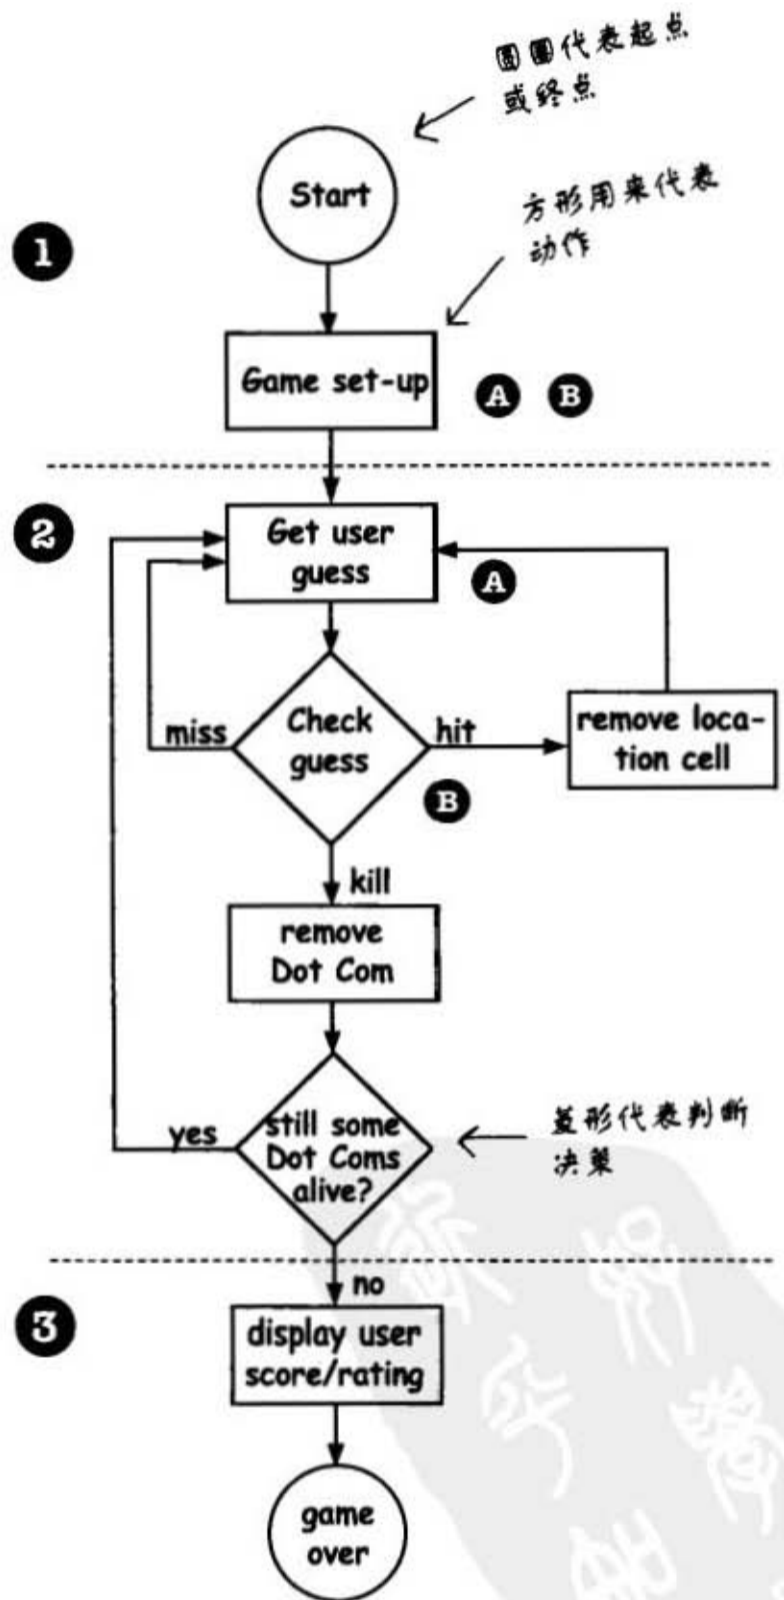 圆圈代表起点
或终点
Start
方形用来代表
动作
1
Game set-up
A B
2
Get user
guess
A
miss
Check
guess
hit
remove loca-
tion cell
B
kill
remove
Dot Com
yes
still some
Dot Coms
alive?
菱形代表判断
决策
no
3
display user
score/rating
game
over